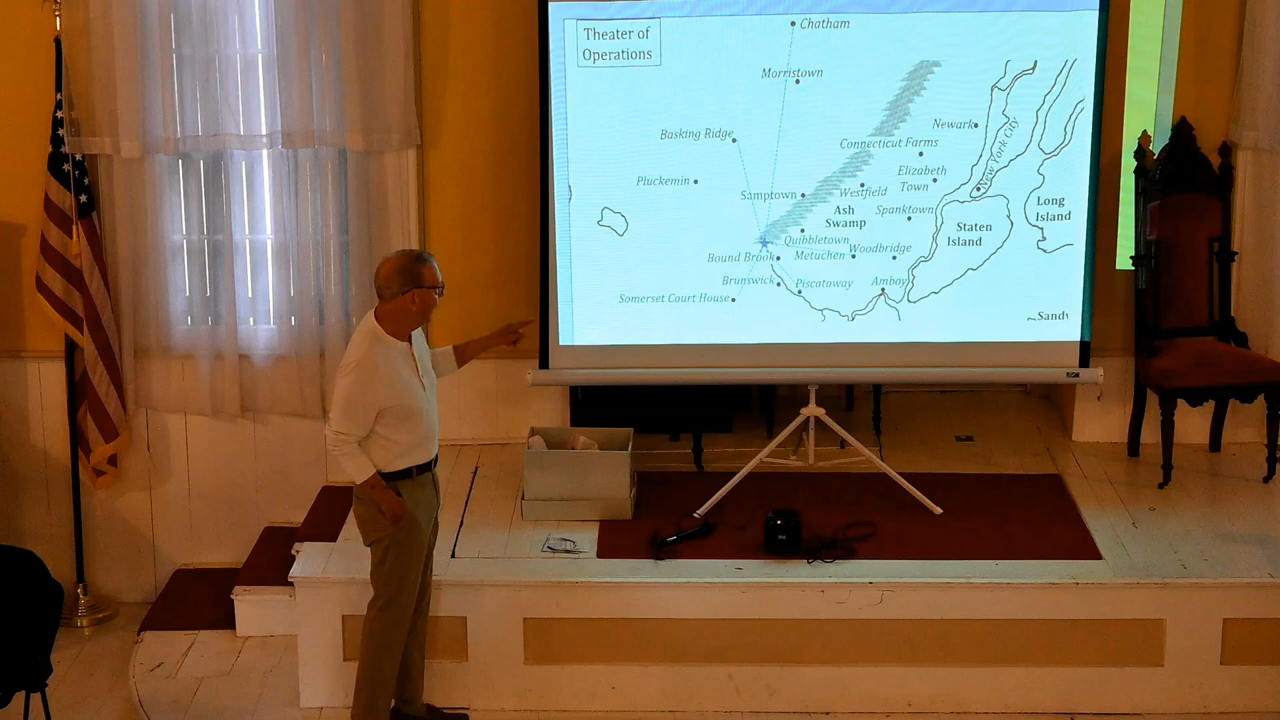 Theater of
Operations
Chatham
Morristown
Newark
Basking Ridge
Connecticut Farms
New York City
Elizabeth
Town
Pluckemin
Westfield
Samptown
Ash
Swamp
Spanktown
Long
Island
Staten
Island
Quibbletown
Woodbridge
Bound Brook
Metuchen
Brunswick
Piscataway
Amboy
Somerset Court House
Sandy